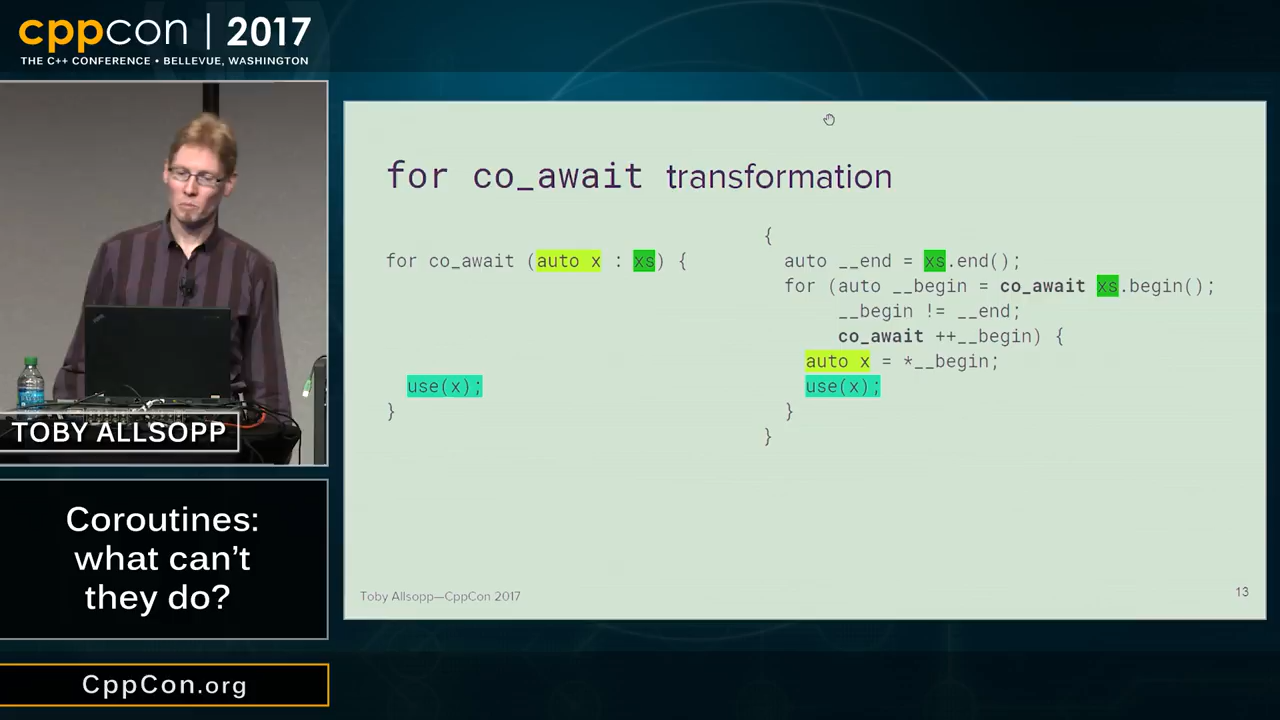 cppcon | 2017
THE C++ CONFERENCE • BELLEVUE, WASHINGTON
TOBY ALLSOPP
Coroutines:
what can't
they do?
CppCon.org
for co_await transformation
for co_await (auto x : xs) {
use(x);
}
{
auto __end = xs.end();
for (auto __begin = co_await xs.begin();
__begin != __end;
co_await ++__begin) {
auto x = *__begin;
use(x);
}
}
Toby Allsopp—CppCon 2017
13